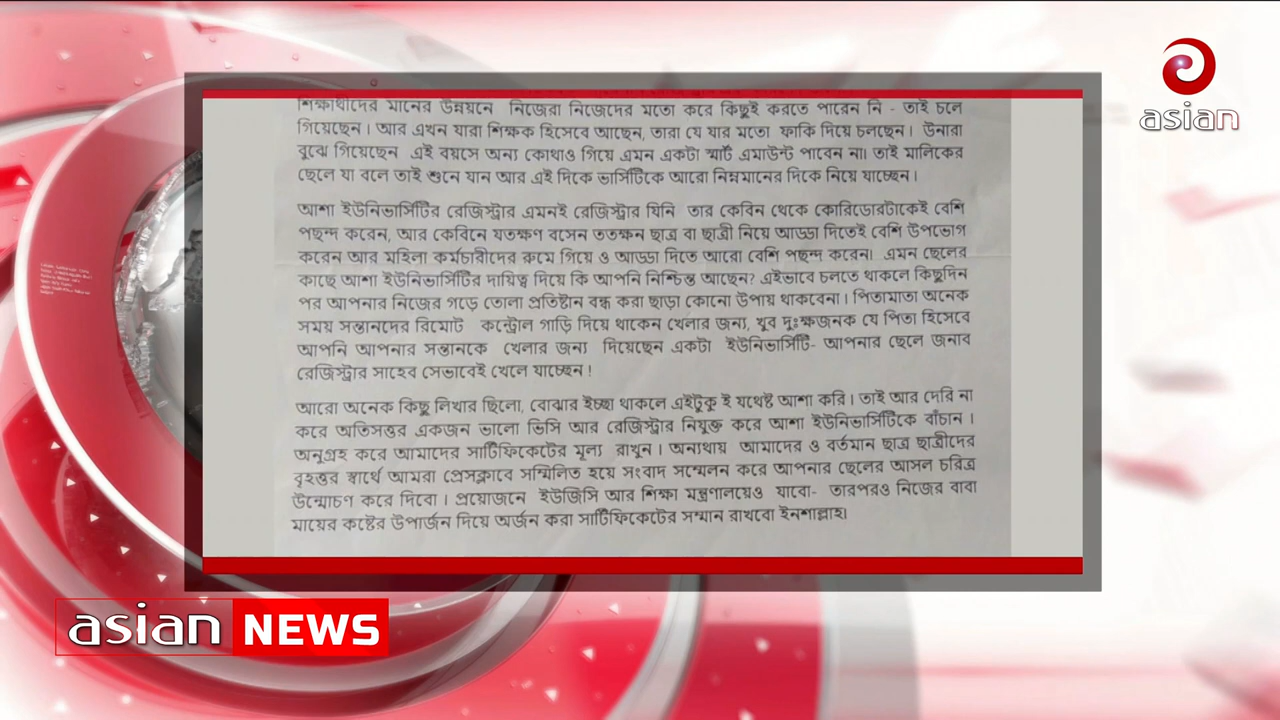 asian
শিক্ষার্থীদের মানের উন্নয়নে নিজেরা নিজেদের মতো করে কিছুই করতে পারেন নি - তাই চলে
গিয়েছেন। আর এখন যারা শিক্ষক হিসেবে আছেন, তারা যে যার মতো ফাকি দিয়ে চলছেন। উনারা
বুঝে গিয়েছেন এই বয়সে অন্য কোথাও গিয়ে এমন একটা স্মার্ট এমাউন্ট পাবেন না। তাই মালিকের
ছেলে যা বলে তাই শুনে যান আর এই দিকে ভার্সিটিকে আরো নিম্নমানের দিকে নিয়ে যাচ্ছেন।
আশা ইউনিভার্সিটির রেজিস্ট্রার এমনই রেজিস্ট্রার যিনি তার কেবিন থেকে কোরিডোরটাকেই বেশি
পছন্দ করেন, আর কেবিনে যতক্ষণ বসেন ততক্ষন ছাত্র বা ছাত্রী নিয়ে আড্ডা দিতেই বেশি উপভোগ
করেন আর মহিলা কর্মচারীদের রুমে গিয়ে ও আড্ডা দিতে আরো বেশি পছন্দ করেন। এমন ছেলের
কাছে আশা ইউনিভার্সিটির দায়িত্ব দিয়ে কি আপনি নিশ্চিন্ত আছেন? এইভাবে চলতে থাকলে কিছুদিন
পর আপনার নিজের গড়ে তোলা প্রতিষ্টান বন্ধ করা ছাড়া কোনো উপায় থাকবেনা। পিতামাতা অনেক
সময় সন্তানদের রিমোট কন্ট্রোল গাড়ি দিয়ে থাকেন খেলার জন্য, খুব দুঃক্ষজনক যে পিতা হিসেবে
আপনি আপনার সন্তানকে খেলার জন্য দিয়েছেন একটা ইউনিভার্সিটি- আপনার ছেলে জনাব
রেজিস্ট্রার সাহেব সেভাবেই খেলে যাচ্ছেন!
আরো অনেক কিছু লিখার ছিলো, বোঝার ইচ্ছা থাকলে এইটুকু ই যথেষ্ট আশা করি। তাই আর দেরি না
করে অতিসত্তর একজন ভালো ভিসি আর রেজিস্ট্রার নিযুক্ত করে আশা ইউনিভার্সিটিকে বাঁচান।
অনুগ্রহ করে আমাদের সার্টিফিকেটের মূল্য রাখুন। অন্যথায় আমাদের ও বর্তমান ছাত্র ছাত্রীদের
বৃহত্তর স্বার্থে আমরা প্রেসক্লাবে সম্মিলিত হয়ে সংবাদ সম্মেলন করে আপনার ছেলের আসল চরিত্র
উন্মোচণ করে দিবো। প্রয়োজনে ইউজিসি আর শিক্ষা মন্ত্রণালয়েও যাবো- তারপরও নিজের বাবা
মায়ের কষ্টের উপার্জন দিয়ে অর্জন করা সার্টিফিকেটের সম্মান রাখবো ইনশাল্লাহ।
asian NEWS